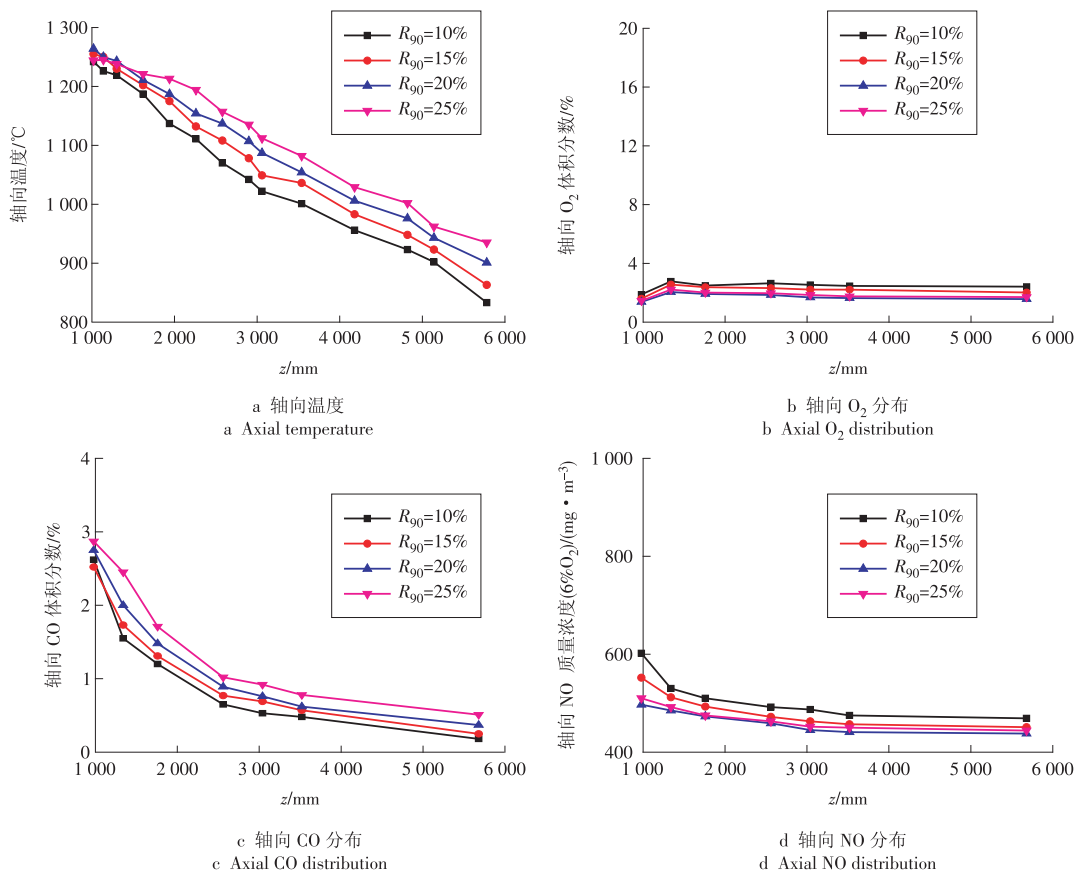 1 300
1 200
1 100
1 000
900
800
轴向温度/℃
R90=10%
R90=15%
R90=20%
R90=25%
1 000 2 000 3 000 4 000 5 000 6 000
z/mm
a 轴向温度
a Axial temperature
20
16
12
8
4
0
轴向 O2 体积分数/%
R90=10%
R90=15%
R90=20%
R90=25%
1 000 2 000 3 000 4 000 5 000 6 000
z/mm
b 轴向 O2 分布
b Axial O2 distribution
4
3
2
1
0
轴向 CO 体积分数/%
R90=10%
R90=15%
R90=20%
R90=25%
1 000 2 000 3 000 4 000 5 000 6 000
z/mm
c 轴向 CO 分布
c Axial CO distribution
1 000
800
600
400
轴向 NO 质量浓度(6%O2)/(mg·m−3)
R90=10%
R90=15%
R90=20%
R90=25%
1 000 2 000 3 000 4 000 5 000 6 000
z/mm
d 轴向 NO 分布
d Axial NO distribution